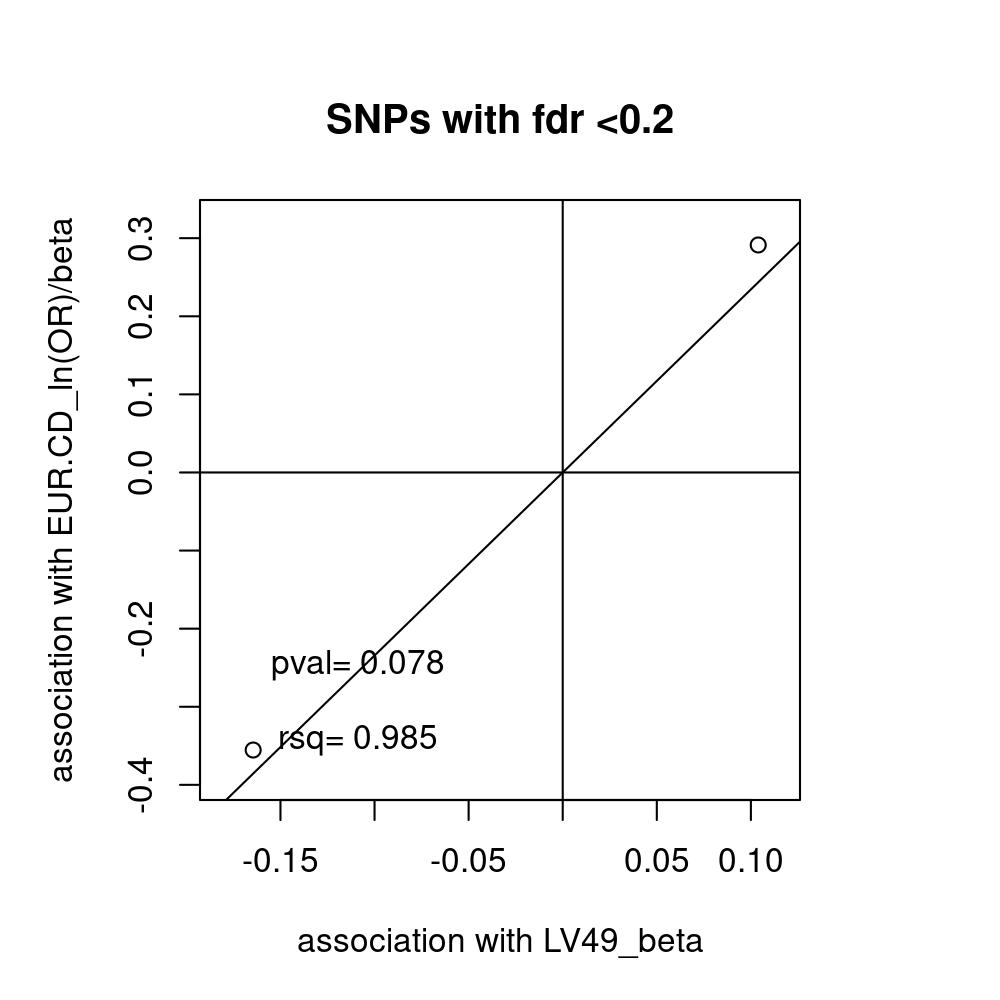 SNPs with fdr <0.2
association with EUR.CD_ln(OR)/beta
0.3
0.2
0.1
0.0
-0.2
-0.4
pval= 0.078
rsq= 0.985
-0.15
-0.05
0.05
0.10
association with LV49_beta